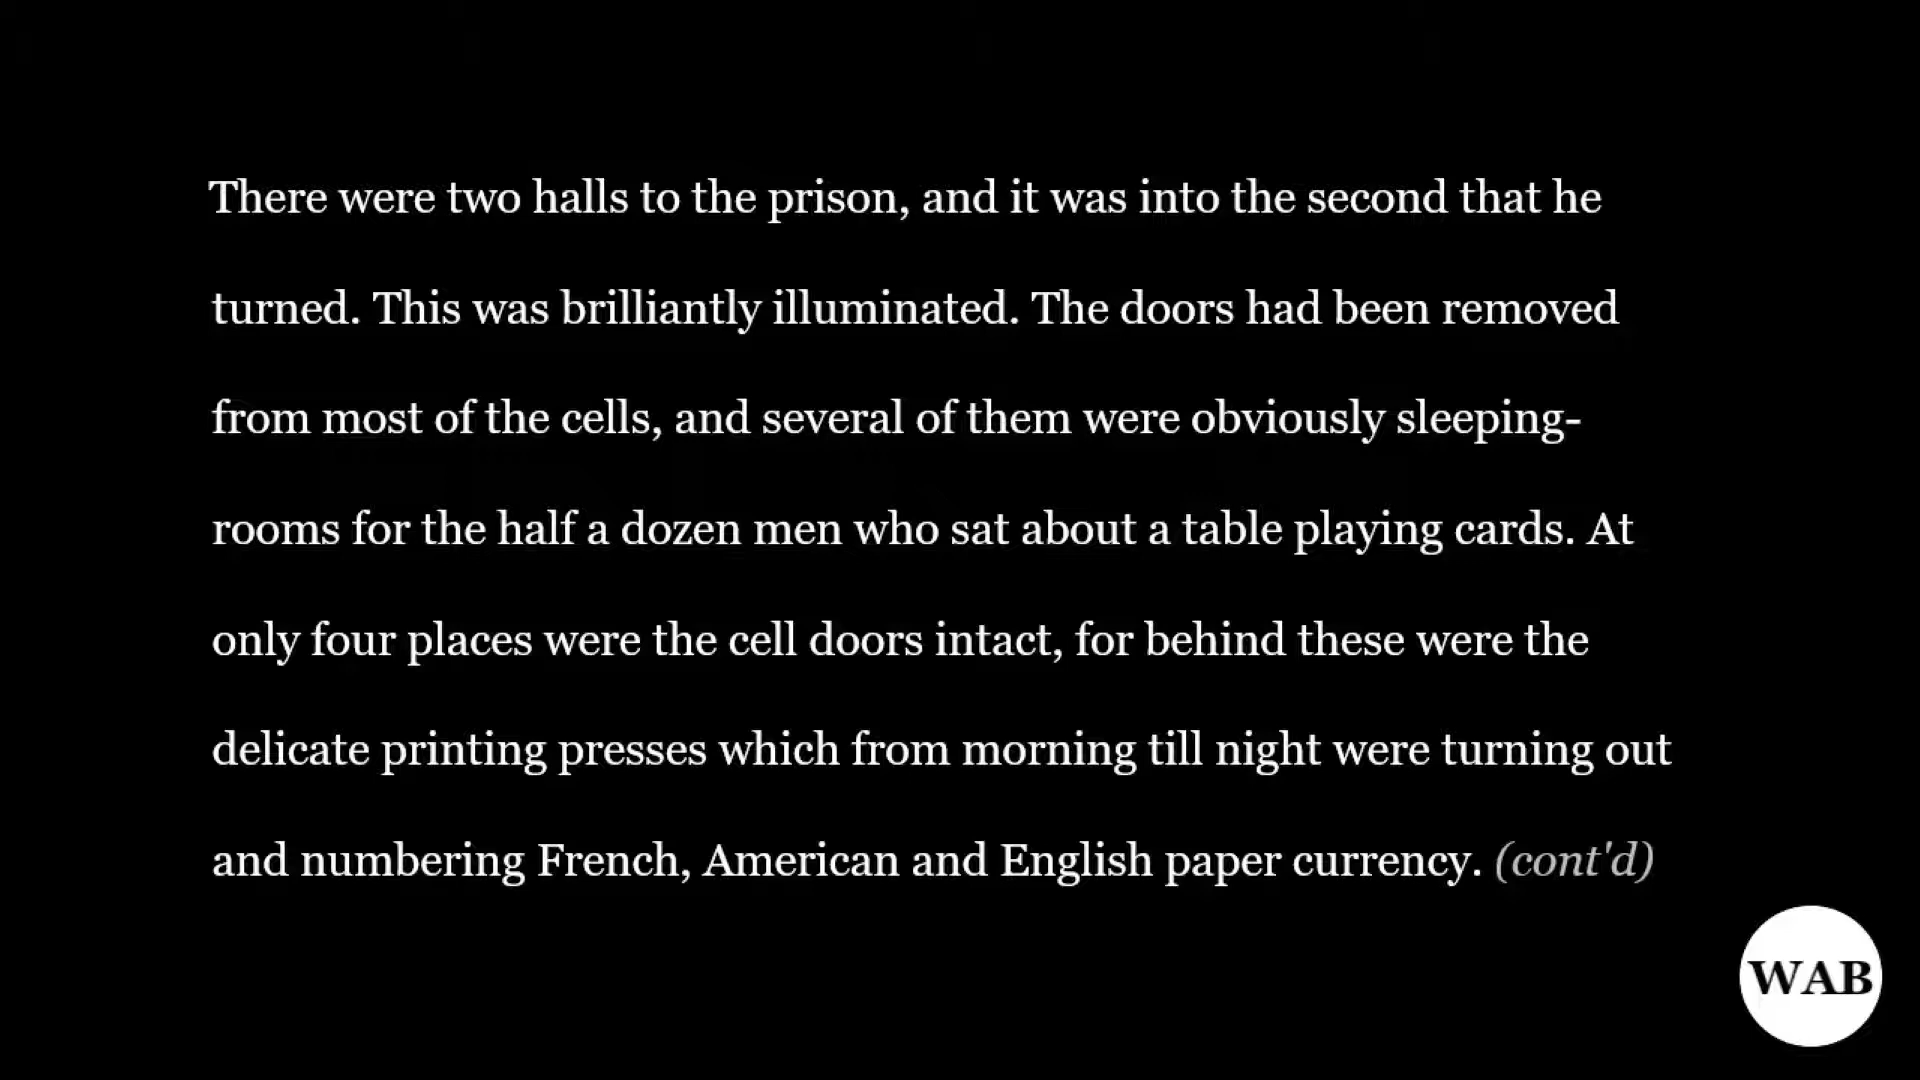 There were two halls to the prison, and it was into the second that he
turned. This was brilliantly illuminated. The doors had been removed
from most of the cells, and several of them were obviously sleeping-
rooms for the half a dozen men who sat about a table playing cards. At
only four places were the cell doors intact, for behind these were the
delicate printing presses which from morning till night were turning out
and numbering French, American and English paper currency. (cont'd)
WAB